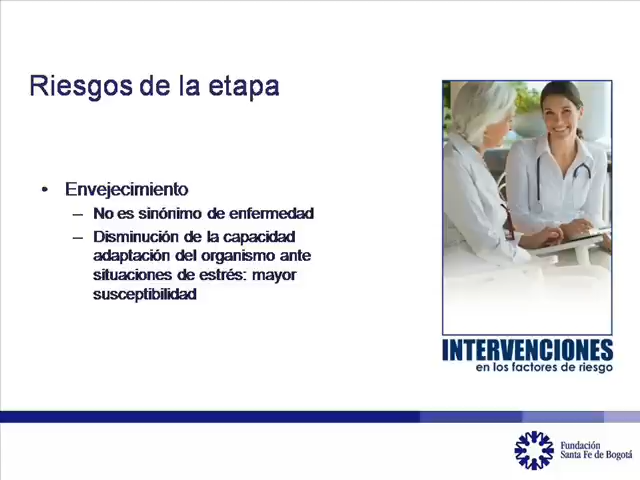 Riesgos de la etapa
• Envejecimiento
– No es sinónimo de enfermedad
– Disminución de la capacidad
adaptación del organismo ante
situaciones de estrés: mayor
susceptibilidad
INTERVENCIONES
en los factores de riesgo
Fundación
Santa Fe de Bogotá